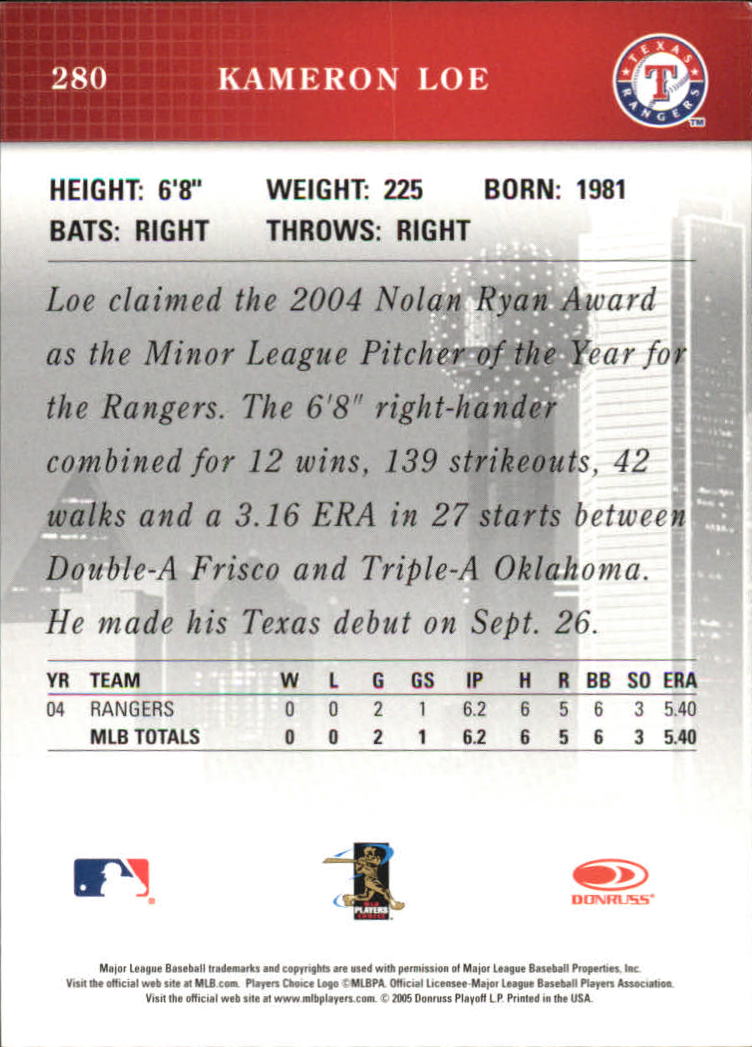 280 KAMERON LOE
TEXAS RANGERS
T
TM
HEIGHT: 6'8" WEIGHT: 225 BORN: 1981
BATS: RIGHT THROWS: RIGHT
Loe claimed the 2004 Nolan Ryan Award
as the Minor League Pitcher of the Year for
the Rangers. The 6'8" right-hander
combined for 12 wins, 139 strikeouts, 42
walks and a 3.16 ERA in 27 starts between
Double-A Frisco and Triple-A Oklahoma.
He made his Texas debut on Sept. 26.
YR TEAM W L G GS IP H R BB SO ERA
04 RANGERS 0 0 2 1 6.2 6 5 6 3 5.40
MLB TOTALS 0 0 2 1 6.2 6 5 6 3 5.40
MLB
PLAYERS
CHOICE
DONRUSS
Major League Baseball trademarks and copyrights are used with permission of Major League Baseball Properties, Inc.
Visit the official web site at MLB.com. Players Choice Logo ©MLBPA. Official Licensee-Major League Baseball Players Association.
Visit the official web site at www.mlbplayers.com. © 2005 Donruss Playoff L.P. Printed in the USA.